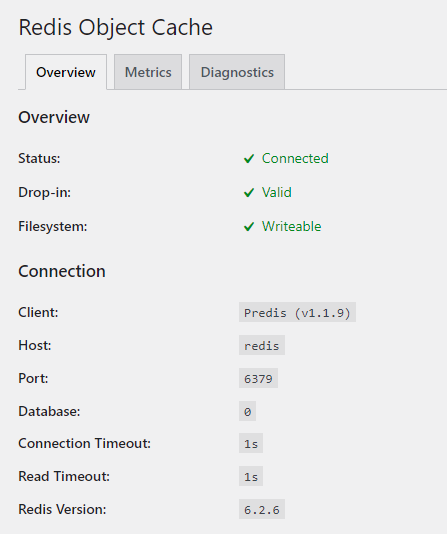 Redis Object Cache
Overview Metrics Diagnostics
Overview
Status: ✔ Connected
Drop-in: ✔ Valid
Filesystem: ✔ Writeable
Connection
Client: Predis (v1.1.9)
Host: redis
Port: 6379
Database: 0
Connection Timeout: 1s
Read Timeout: 1s
Redis Version: 6.2.6